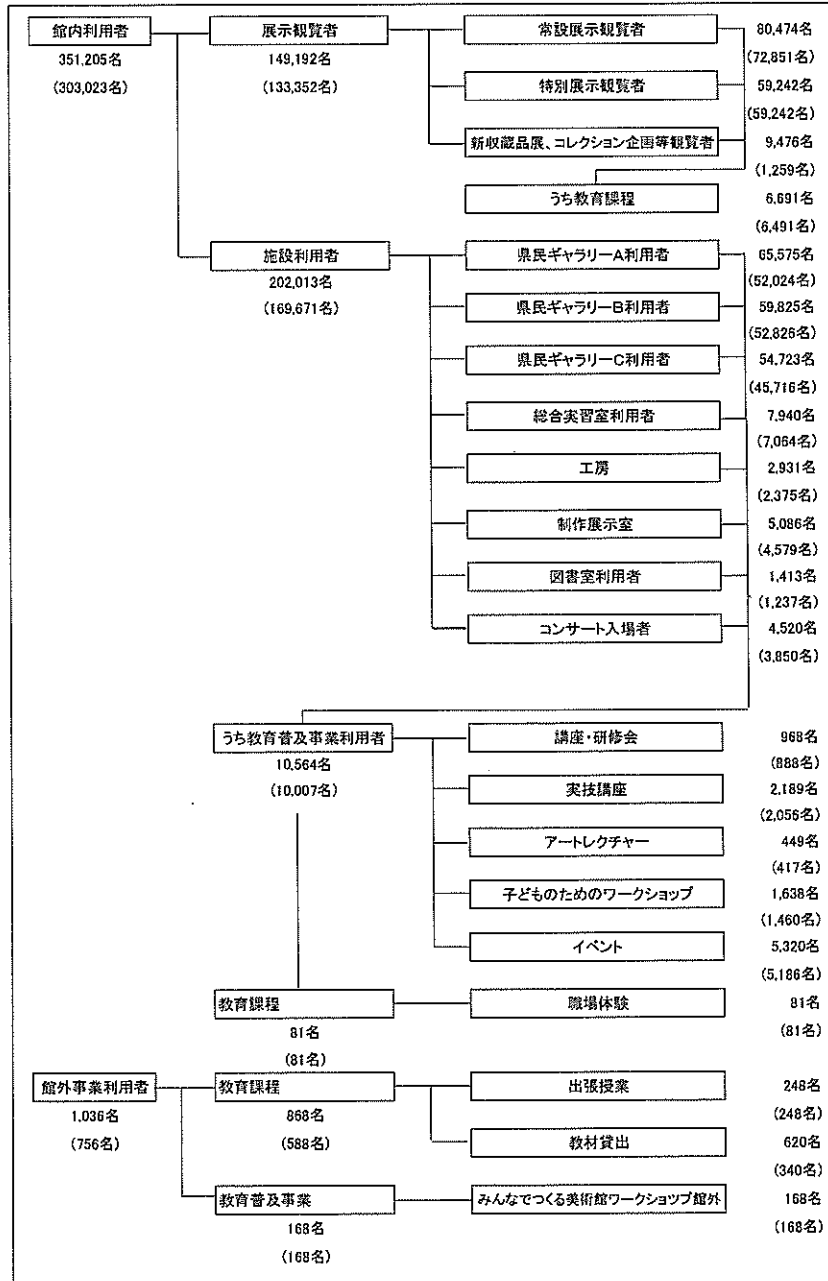 館内利用者
351,205名
(303,023名)
展示観覧者
149,192名
(133,352名)
常設展示観覧者
80,474名
(72,851名)
特別展示観覧者
59,242名
(59,242名)
新収蔵品展、コレクション企画等観覧者
9,476名
(1,259名)
うち教育課程
6,691名
(6,491名)
施設利用者
202,013名
(169,671名)
県民ギャラリーA利用者
65,575名
(52,024名)
県民ギャラリーB利用者
59,825名
(52,826名)
県民ギャラリーC利用者
54,723名
(45,716名)
総合実習室利用者
7,940名
(7,064名)
工房
2,931名
(2,375名)
制作展示室
5,086名
(4,579名)
図書室利用者
1,413名
(1,237名)
コンサート入場者
4,520名
(3,850名)
うち教育普及事業利用者
10,564名
(10,007名)
講座・研修会
968名
(888名)
実技講座
2,189名
(2,056名)
アートレクチャー
449名
(417名)
子どものためのワークショップ
1,638名
(1,460名)
イベント
5,320名
(5,186名)
教育課程
81名
(81名)
職場体験
81名
(81名)
館外事業利用者
1,036名
(756名)
教育課程
868名
(588名)
出張授業
248名
(248名)
教材貸出
620名
(340名)
教育普及事業
168名
(168名)
みんなでつくる美術館ワークショップ館外
168名
(168名)